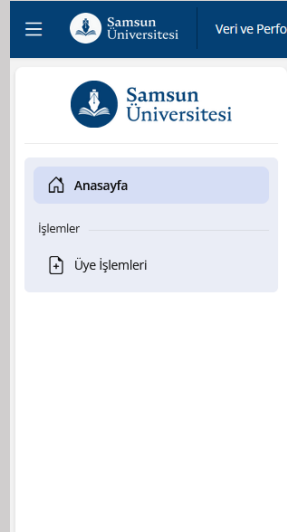 Samsun
Üniversitesi
Veri ve Perfo
Samsun
Üniversitesi
Anasayfa
İşlemler
Üye İşlemleri